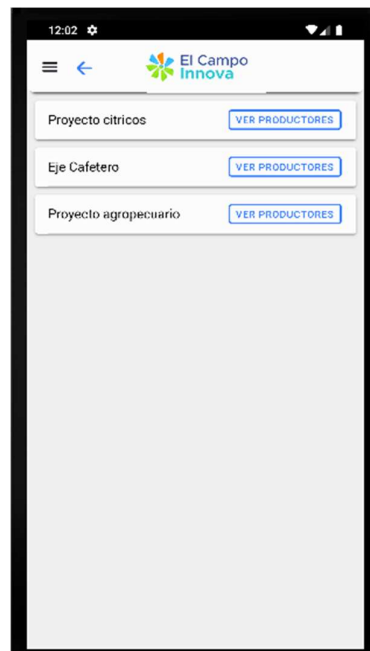 12:02
El Campo
Innova
Proyecto citricos VER PRODUCTORES
Eje Cafetero VER PRODUCTORES
Proyecto agropecuario VER PRODUCTORES